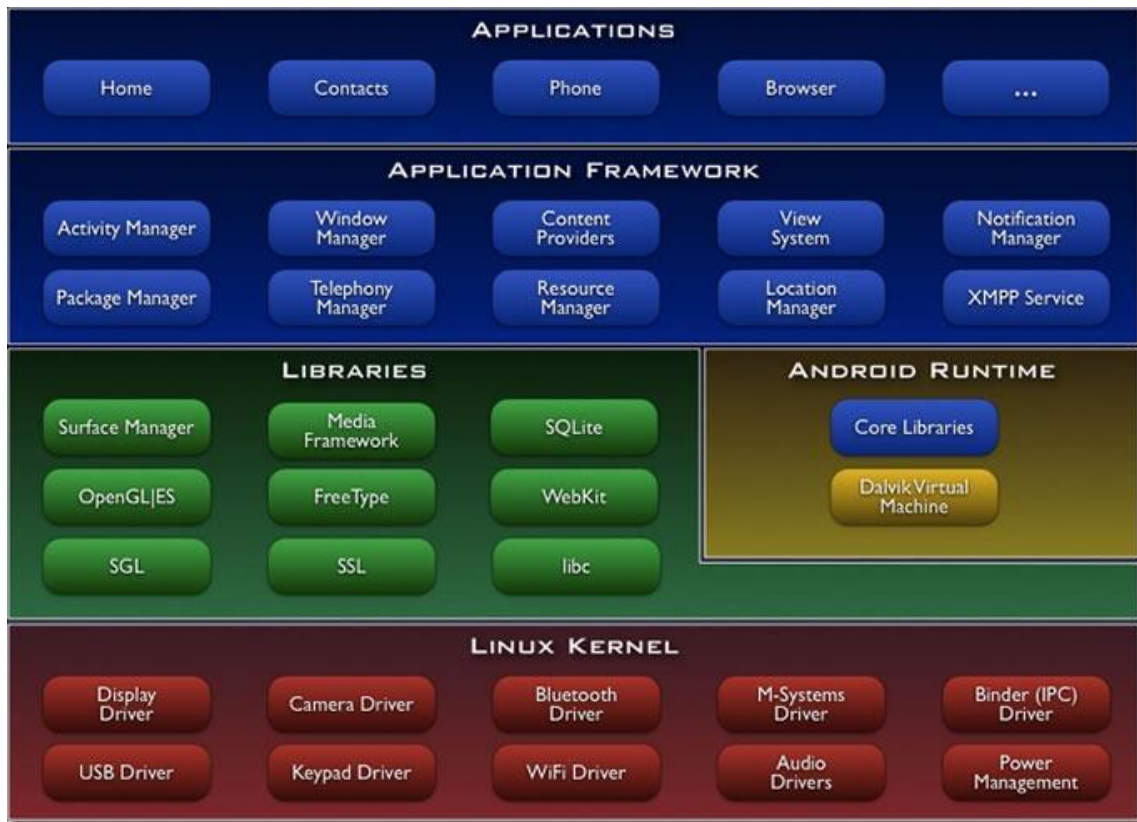 APPLICATIONS
Home
Contacts
Phone
Browser
...
APPLICATION FRAMEWORK
Activity Manager
Window
Manager
Content
Providers
View
System
Notification
Manager
Package Manager
Telephony
Manager
Resource
Manager
Location
Manager
XMPP Service
LIBRARIES
Surface Manager
Media
Framework
SQLite
OpenGL|ES
FreeType
WebKit
SGL
SSL
libc
ANDROID RUNTIME
Core Libraries
Dalvik Virtual
Machine
LINUX KERNEL
Display
Driver
Camera Driver
Bluetooth
Driver
M-Systems
Driver
Binder (IPC)
Driver
USB Driver
Keypad Driver
WiFi Driver
Audio
Drivers
Power
Management